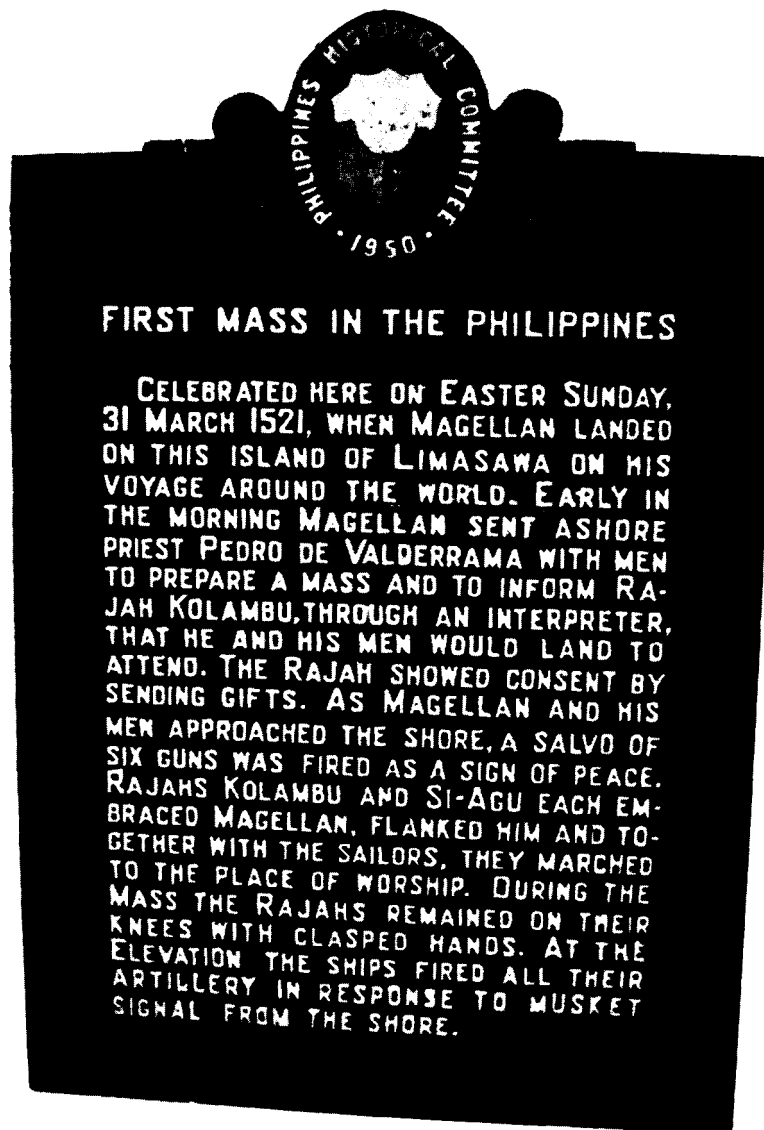 PHILIPPINES HISTORICAL COMMITTEE
• 1950 •
FIRST MASS IN THE PHILIPPINES
CELEBRATED HERE ON EASTER SUNDAY,
31 MARCH 1521, WHEN MAGELLAN LANDED
ON THIS ISLAND OF LIMASAWA ON HIS
VOYAGE AROUND THE WORLD. EARLY IN
THE MORNING MAGELLAN SENT ASHORE
PRIEST PEDRO DE VALDERRAMA WITH MEN
TO PREPARE A MASS AND TO INFORM RA-
JAH KOLAMBU, THROUGH AN INTERPRETER,
THAT HE AND HIS MEN WOULD LAND TO
ATTEND. THE RAJAH SHOWED CONSENT BY
SENDING GIFTS. AS MAGELLAN AND HIS
MEN APPROACHED THE SHORE, A SALVO OF
SIX GUNS WAS FIRED AS A SIGN OF PEACE.
RAJAHS KOLAMBU AND SI-AGU EACH EM-
BRACED MAGELLAN, FLANKED HIM AND TO-
GETHER WITH THE SAILORS, THEY MARCHED
TO THE PLACE OF WORSHIP. DURING THE
MASS THE RAJAHS REMAINED ON THEIR
KNEES WITH CLASPED HANDS. AT THE
ELEVATION THE SHIPS FIRED ALL THEIR
ARTILLERY IN RESPONSE TO MUSKET
SIGNAL FROM THE SHORE.